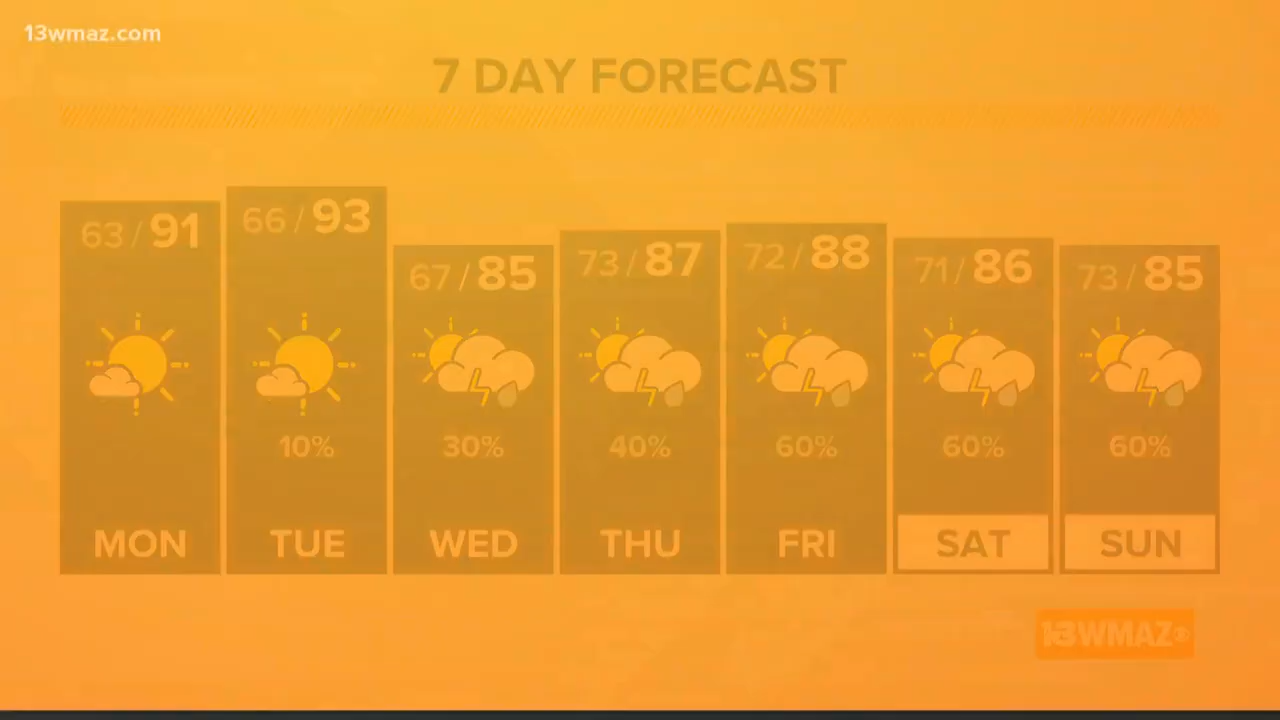 13wmaz.com
7 DAY FORECAST
63/91
66/93
67/85
73/87
72/88
71/86
73/85
10%
30%
40%
60%
60%
60%
MON
TUE
WED
THU
FRI
SAT
SUN
13WMAZ